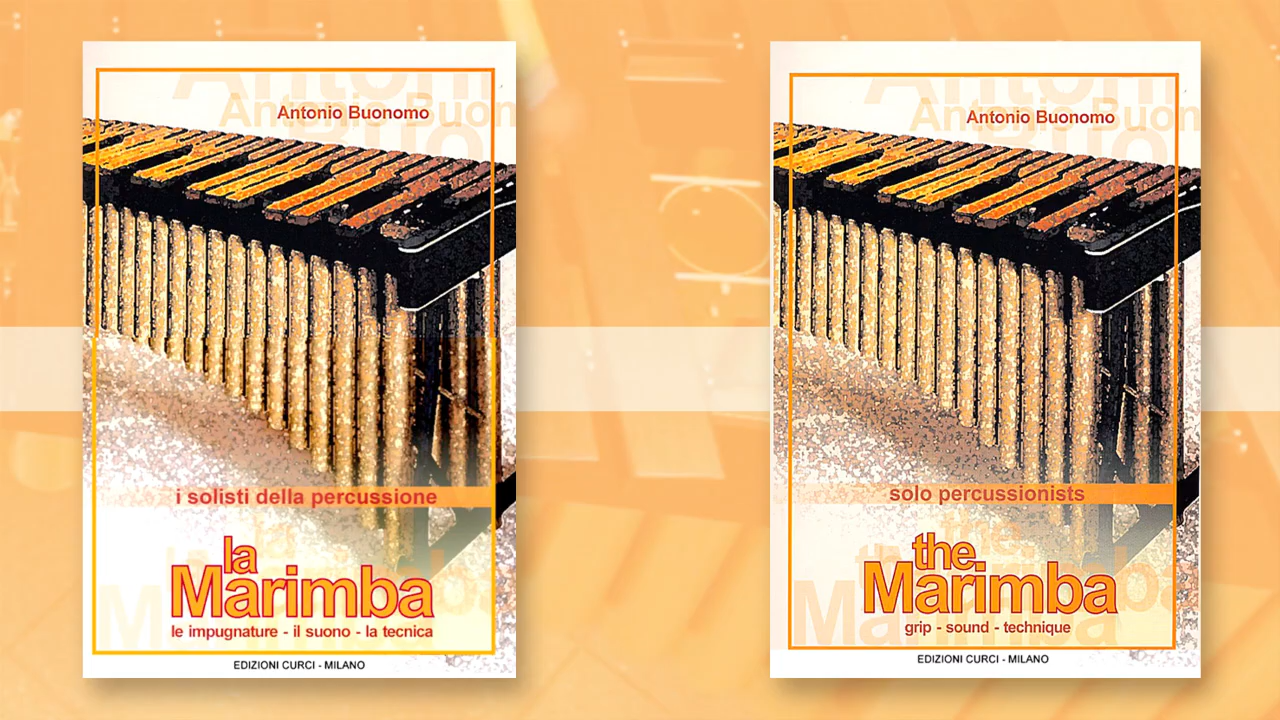 Antonio Buonomo
i solisti della percussione
la
Marimba
le impugnature - il suono - la tecnica
EDIZIONI CURCI - MILANO
Antonio Buonomo
solo percussionists
the
Marimba
grip - sound - technique
EDIZIONI CURCI - MILANO